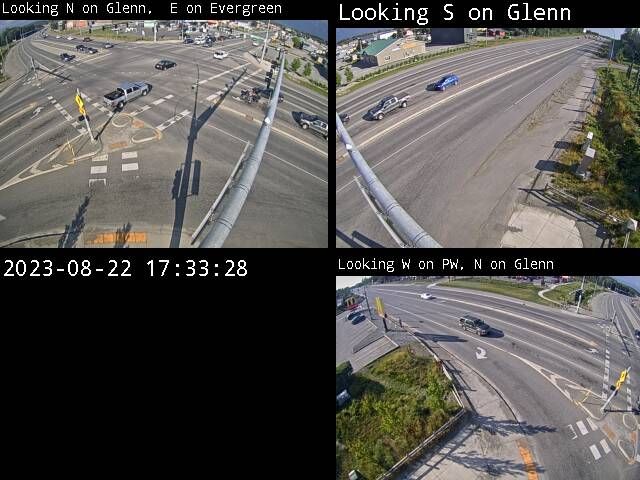 Looking N on Glenn, E on Evergreen
Looking S on Glenn
2023-08-22 17:33:28
Looking W on PW, N on Glenn